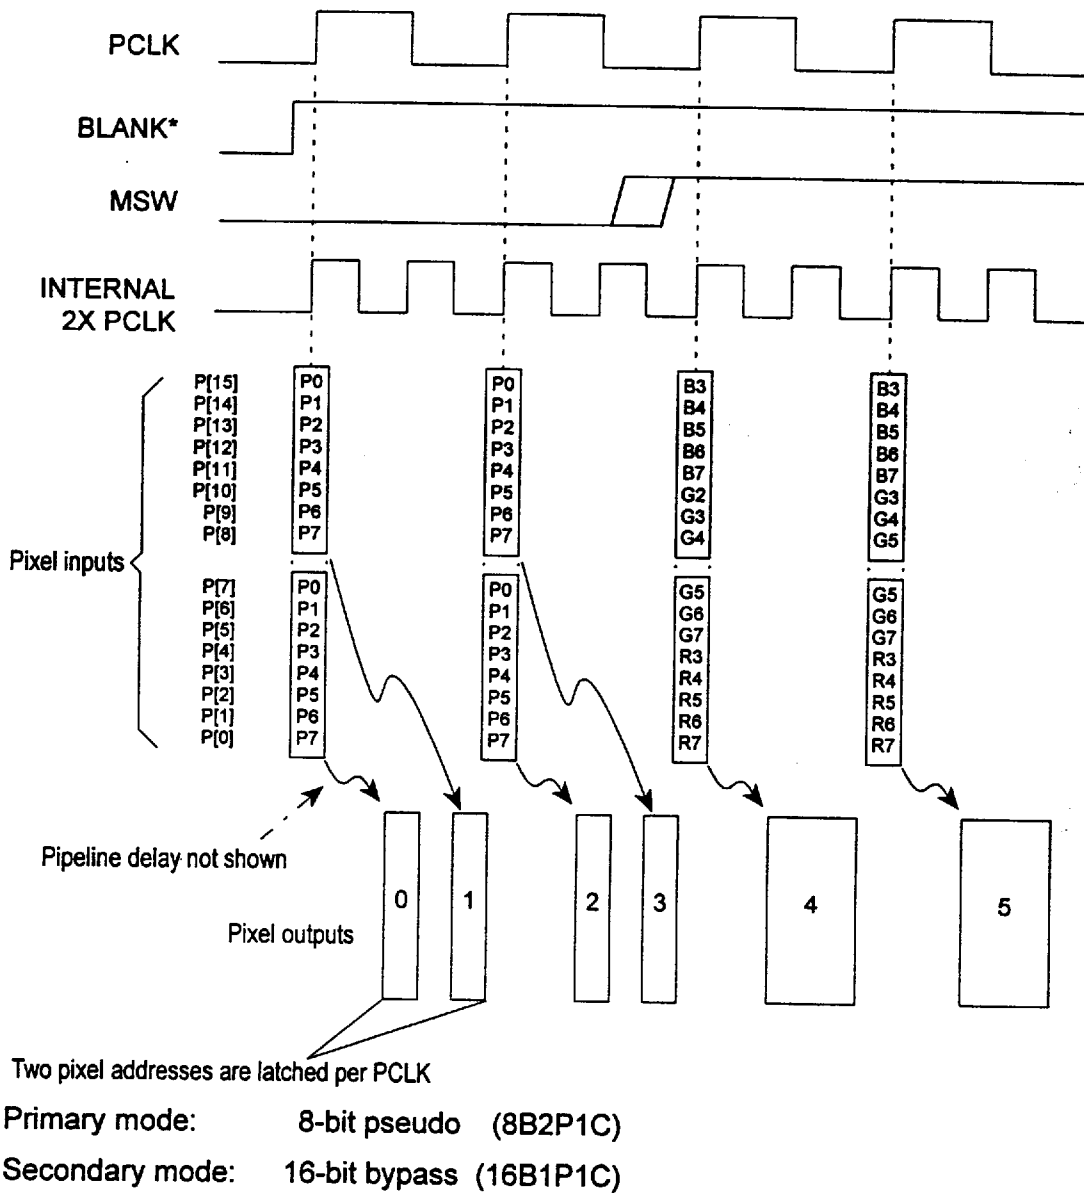 PCLK
BLANK*
MSW
INTERNAL
2X PCLK
P[15] P0 P0 B3 B3
P[14] P1 P1 B4 B4
P[13] P2 P2 B5 B5
P[12] P3 P3 B6 B6
P[11] P4 P4 B7 B7
P[10] P5 P5 G2 G3
P[9] P6 P6 G3 G4
P[8] P7 P7 G4 G5
Pixel inputs
P[7] P0 P0 G5 G5
P[6] P1 P1 G6 G6
P[5] P2 P2 G7 G7
P[4] P3 P3 R3 R3
P[3] P4 P4 R4 R4
P[2] P5 P5 R5 R5
P[1] P6 P6 R6 R6
P[0] P7 P7 R7 R7
Pipeline delay not shown
Pixel outputs
0 1 2 3 4 5
Two pixel addresses are latched per PCLK
Primary mode: 8-bit pseudo (8B2P1C)
Secondary mode: 16-bit bypass (16B1P1C)